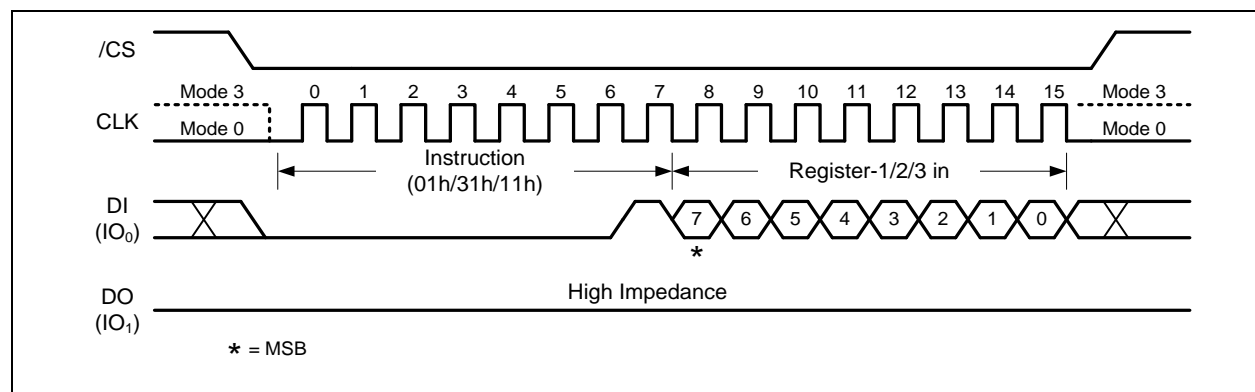 /CS
Mode 3 0 1 2 3 4 5 6 7 8 9 10 11 12 13 14 15 Mode 3
CLK
Mode 0 Mode 0
Instruction
(01h/31h/11h)
Register-1/2/3 in
DI
(IO₀)
7 6 5 4 3 2 1 0
*
DO
(IO₁)
High Impedance
* = MSB